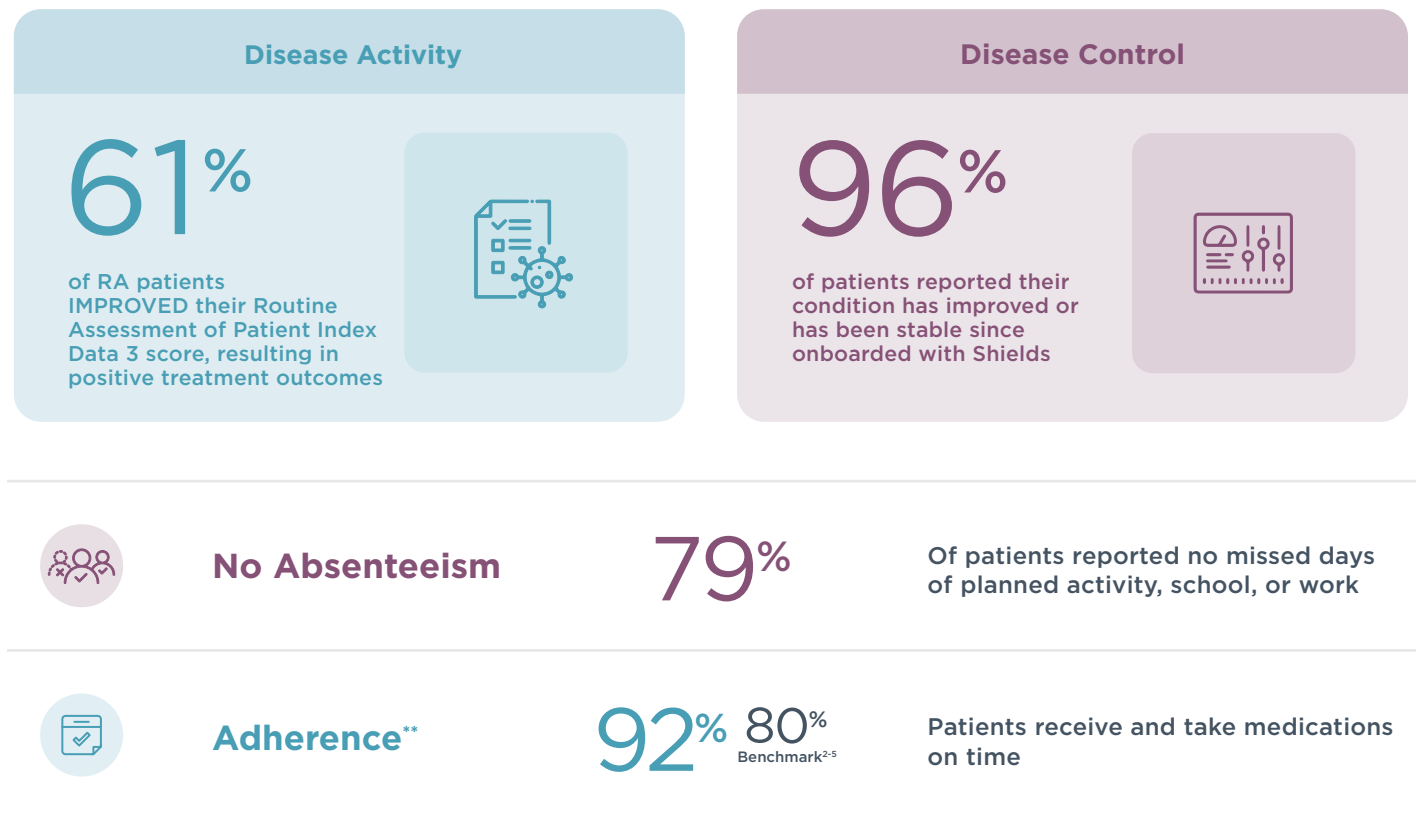 Disease Activity
61%
of RA patients
IMPROVED their Routine
Assessment of Patient Index
Data 3 score, resulting in
positive treatment outcomes
Disease Control
96%
of patients reported their
condition has improved or
has been stable since
onboarded with Shields
No Absenteeism
79%
Of patients reported no missed days
of planned activity, school, or work
Adherence**
92%
80%
Benchmark2-5
Patients receive and take medications
on time